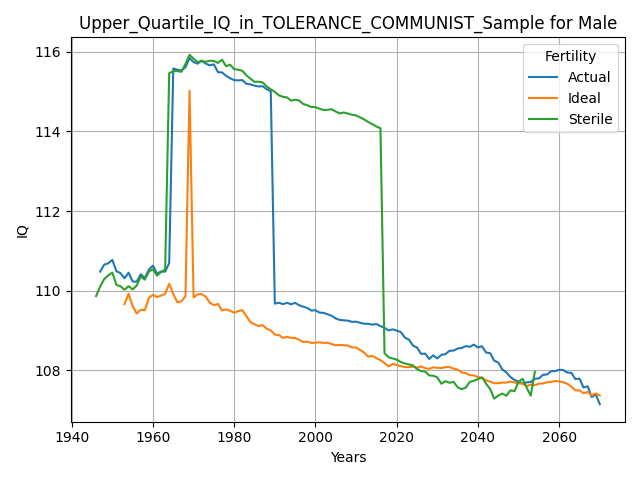 Upper_Quartile_IQ_in_TOLERANCE_COMMUNIST_Sample for Male
Fertility
Actual
Ideal
Sterile
116
114
112
110
108
IQ
1940
1960
1980
2000
2020
2040
2060
Years